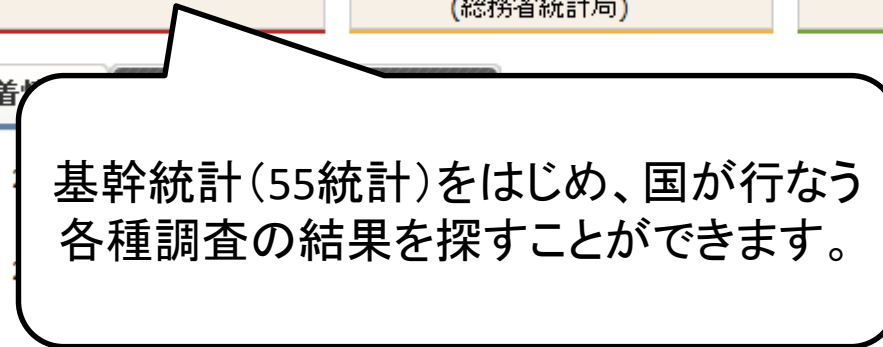 (総務省統計局)
着
基幹統計（55統計）をはじめ、国が行なう
各種調査の結果を探すことができます。